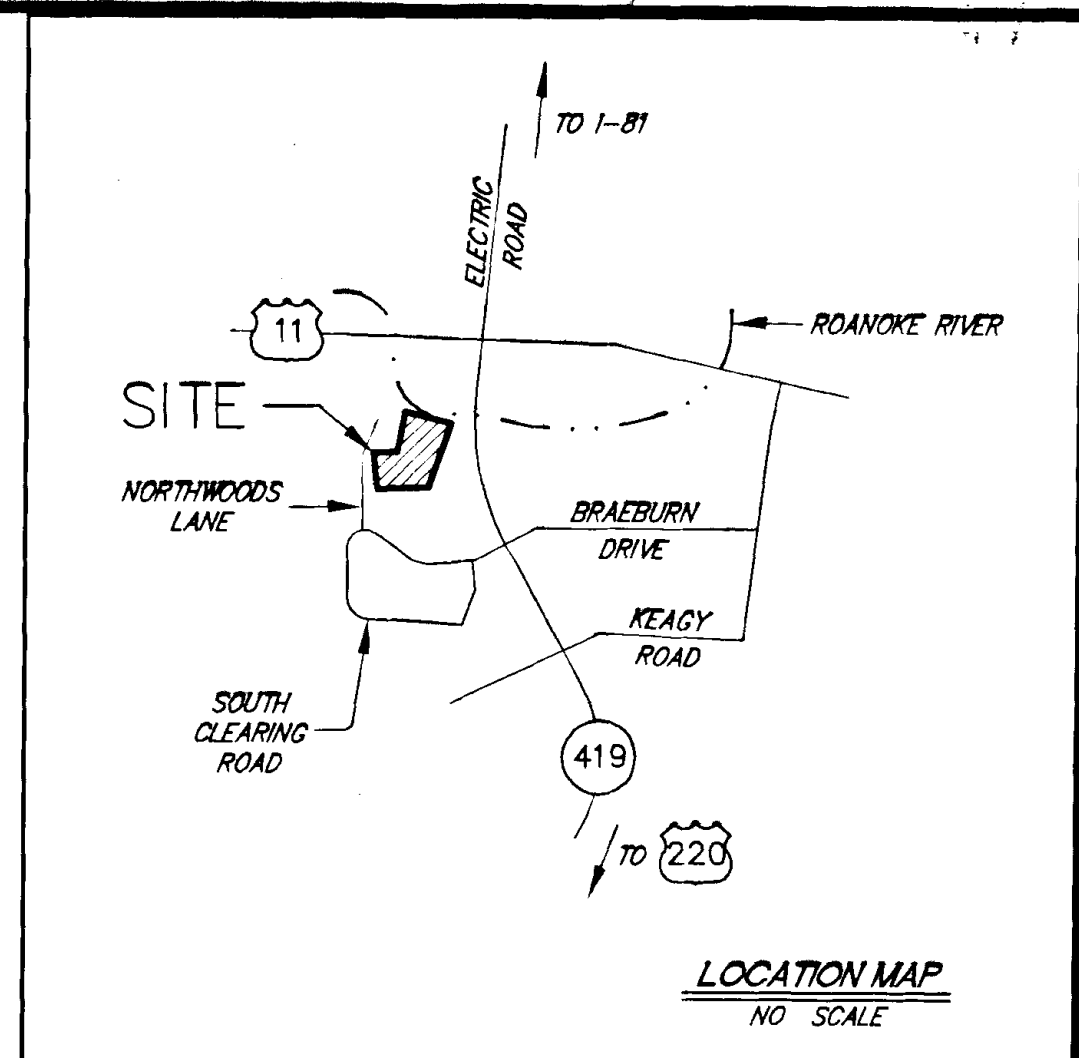 TO I-81
ELECTRIC
ROAD
11
ROANOKE RIVER
SITE
NORTHWOODS
LANE
BRAEBURN
DRIVE
KEAGY
ROAD
SOUTH
CLEARING
ROAD
419
TO 220
LOCATION MAP
NO SCALE